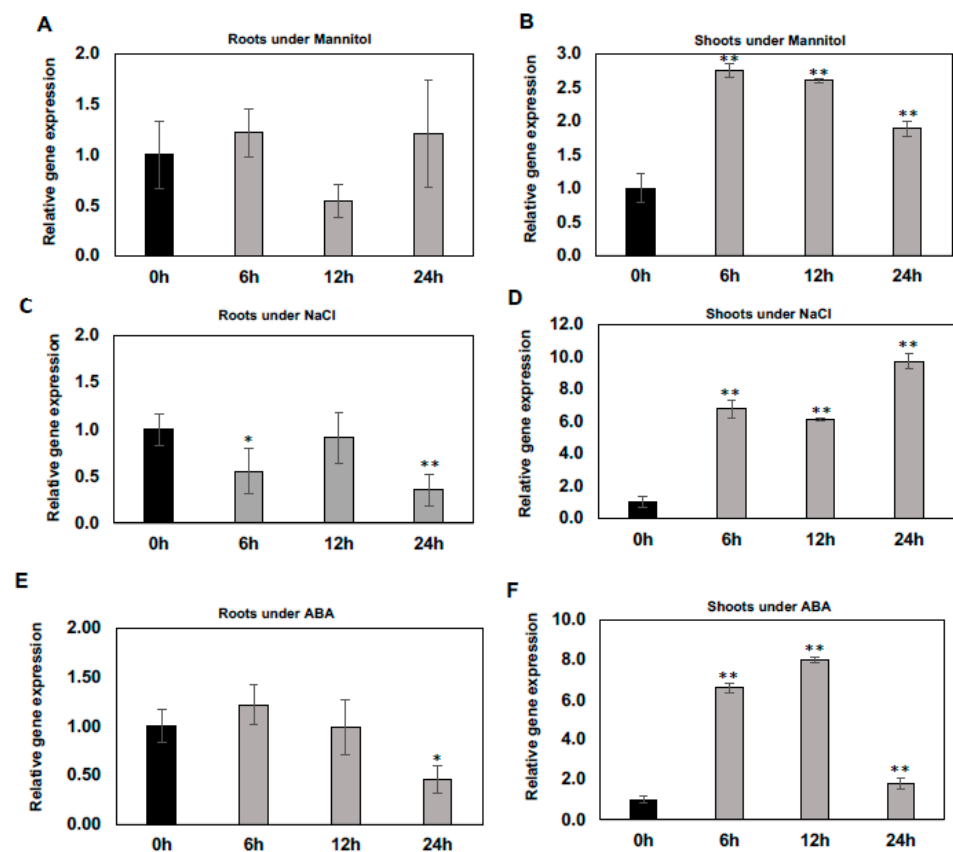 A
Roots under Mannitol
Relative gene expression
2.0
1.5
1.0
0.5
0.0
0h 6h 12h 24h
B
Shoots under Mannitol
Relative gene expression
3.0
2.5
2.0
1.5
1.0
0.5
0.0
** ** **
0h 6h 12h 24h
C
Roots under NaCl
Relative gene expression
2.0
1.5
1.0
0.5
0.0
* **
0h 6h 12h 24h
D
Shoots under NaCl
Relative gene expression
12.0
10.0
8.0
6.0
4.0
2.0
0.0
** ** **
0h 6h 12h 24h
E
Roots under ABA
Relative gene expression
2.00
1.50
1.00
0.50
0.00
*
0h 6h 12h 24h
F
Shoots under ABA
Relative gene expression
10.0
8.0
6.0
4.0
2.0
0.0
** ** **
0h 6h 12h 24h